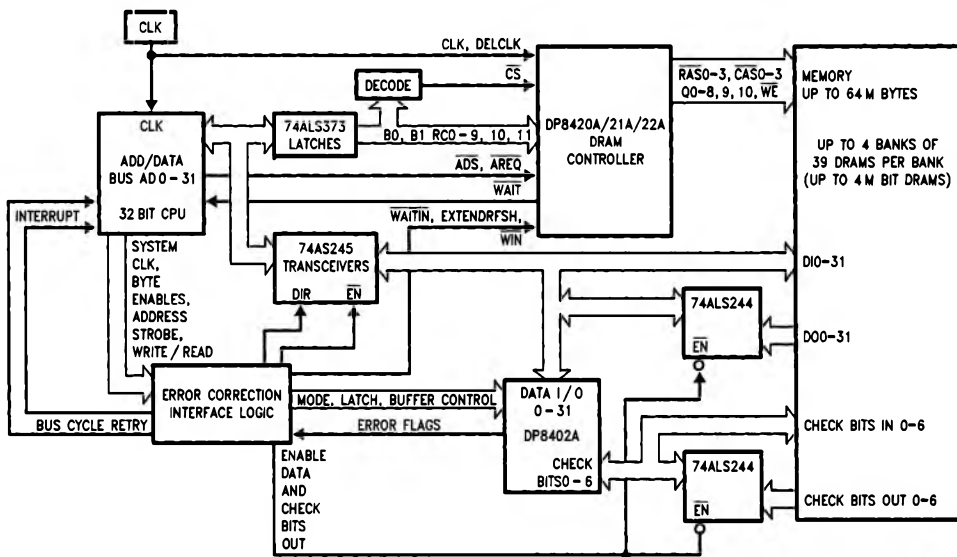 CLK
CLK, DELCLK
CS
DECODE
RAS0-3, CAS0-3
Q0-8, 9, 10, WE
MEMORY
UP TO 64M BYTES
CLK
ADD/DATA
BUS AD0-31
32 BIT CPU
74ALS373
LATCHES
B0, B1 RC0-9, 10, 11
DP8420A/21A/22A
DRAM
CONTROLLER
UP TO 4 BANKS OF
39 DRAMS PER BANK
(UP TO 4M BIT DRAMS)
ADS, AREQ
WAIT
INTERRUPT
WAITIN, EXTENDRFSH,
WIN
SYSTEM
CLK,
BYTE
ENABLES,
ADDRESS
STROBE,
WRITE/READ
74AS245
TRANSCEIVERS
DIR
EN
DI0-31
74ALS244
EN
DO0-31
ERROR CORRECTION
INTERFACE LOGIC
MODE, LATCH, BUFFER CONTROL
ERROR FLAGS
DATA I/O
0-31
DP8402A
CHECK
BITS0-6
CHECK BITS IN 0-6
BUS CYCLE RETRY
74ALS244
EN
CHECK BITS OUT 0-6
ENABLE
DATA
AND
CHECK
BITS
OUT